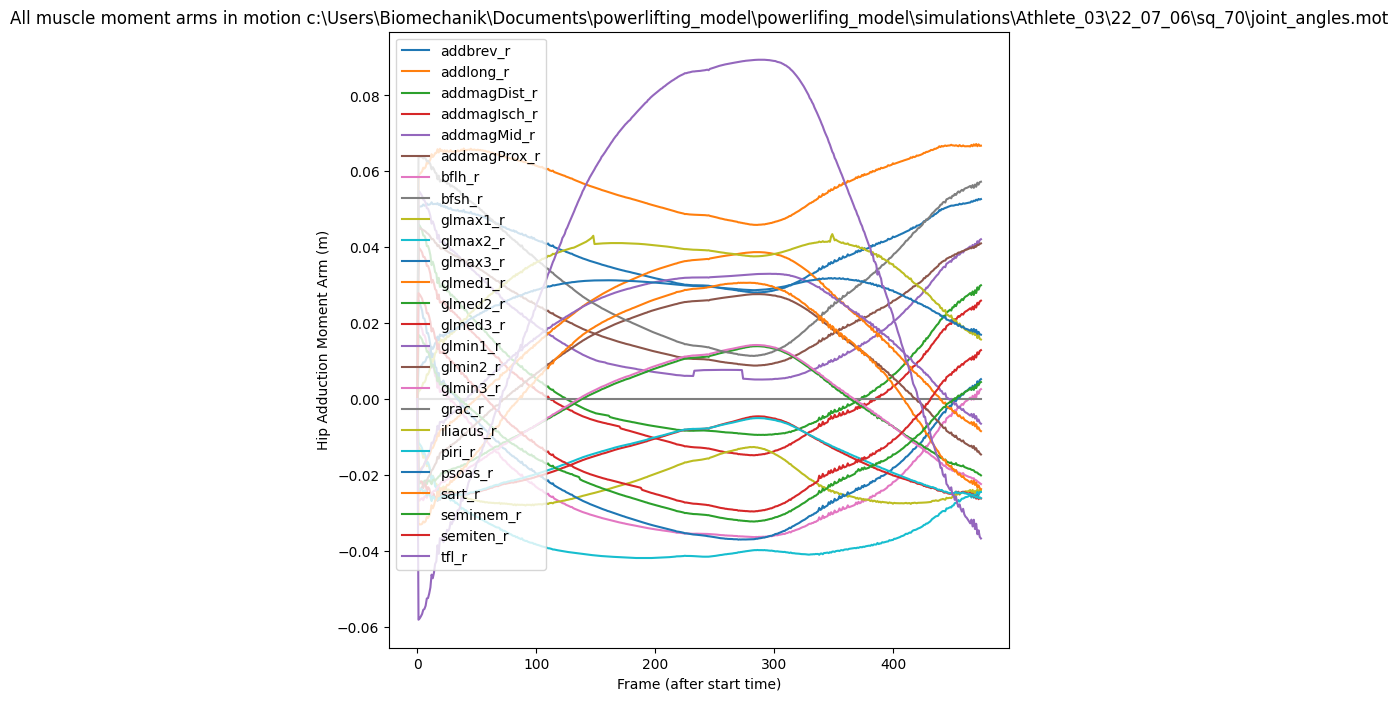 All muscle moment arms in motion c:\Users\Biomechanik\Documents\powerlifting_model\powerlifing_model\simulations\Athlete_03\22_07_06\sq_70\joint_angles.mot
addbrev_r
addlong_r
addmagDist_r
addmagIsch_r
addmagMid_r
addmagProx_r
bflh_r
bfsh_r
glmax1_r
glmax2_r
glmax3_r
glmed1_r
glmed2_r
glmed3_r
glmin1_r
glmin2_r
glmin3_r
grac_r
iliacus_r
piri_r
psoas_r
sart_r
semimem_r
semiten_r
tfl_r
Hip Adduction Moment Arm (m)
0.08
0.06
0.04
0.02
0.00
−0.02
−0.04
−0.06
0 100 200 300 400
Frame (after start time)